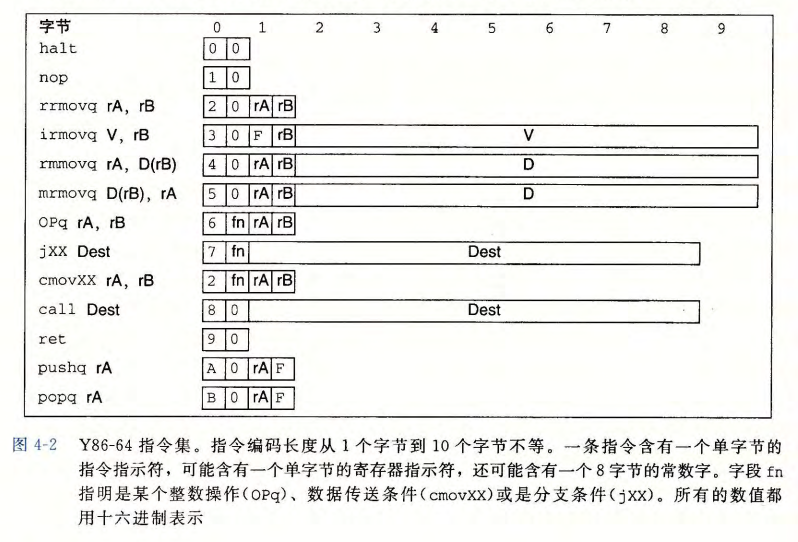 字节 0 1 2 3 4 5 6 7 8 9
halt 0 0
nop 1 0
rrmovq rA, rB 2 0 rA rB
irmovq V, rB 3 0 F rB V
rmmovq rA, D(rB) 4 0 rA rB D
mrmovq D(rB), rA 5 0 rA rB D
OPq rA, rB 6 fn rA rB
jXX Dest 7 fn Dest
cmovXX rA, rB 2 fn rA rB
call Dest 8 0 Dest
ret 9 0
pushq rA A 0 rA F
popq rA B 0 rA F
图 4-2 Y86-64 指令集。指令编码长度从 1 个字节到 10 个字节不等。一条指令含有一个单字节的
指令指示符，可能含有一个单字节的寄存器指示符，还可能含有一个 8 字节的常数字。字段 fn
指明是某个整数操作(OPq)、数据传送条件(cmovXX)或是分支条件(jXX)。所有的数值都
用十六进制表示